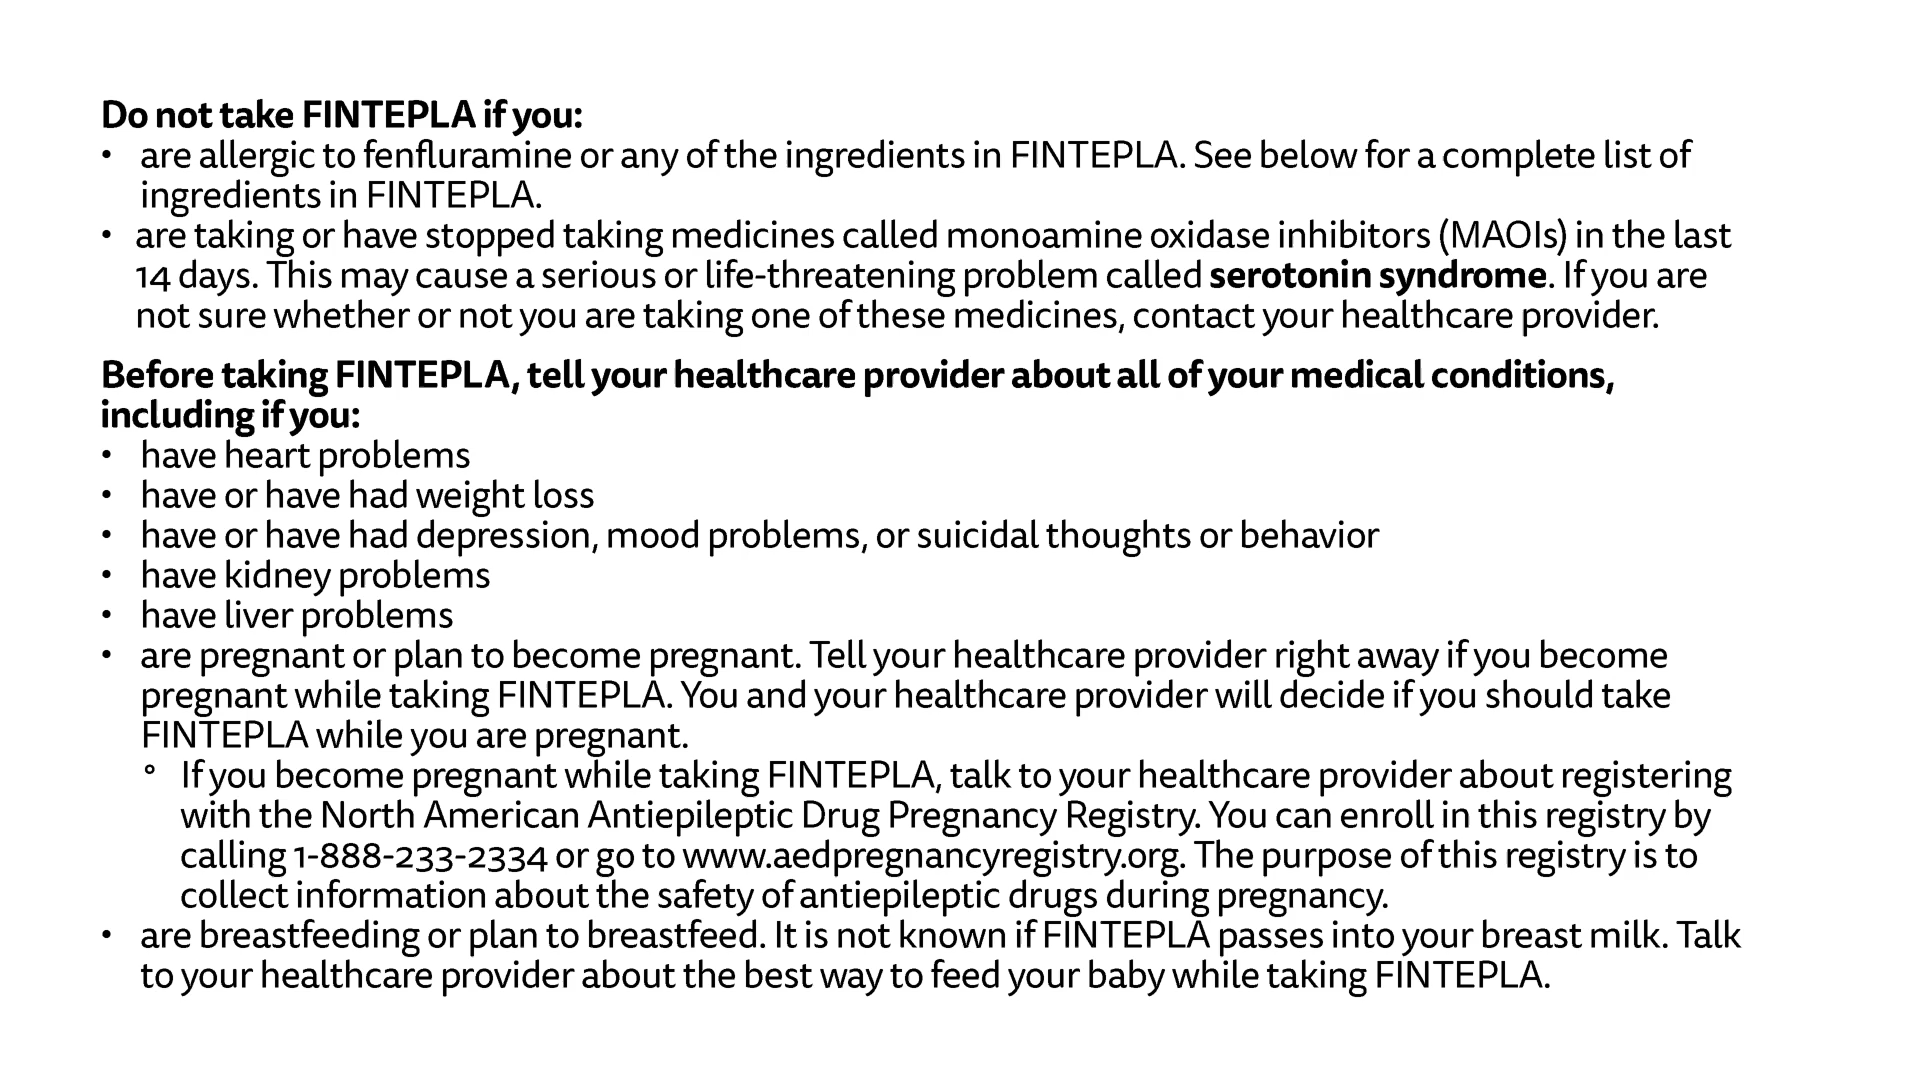 Do not take FINTEPLA if you:
• are allergic to fenfluramine or any of the ingredients in FINTEPLA. See below for a complete list of
ingredients in FINTEPLA.
• are taking or have stopped taking medicines called monoamine oxidase inhibitors (MAOIs) in the last
14 days. This may cause a serious or life-threatening problem called serotonin syndrome. If you are
not sure whether or not you are taking one of these medicines, contact your healthcare provider.
Before taking FINTEPLA, tell your healthcare provider about all of your medical conditions,
including if you:
• have heart problems
• have or have had weight loss
• have or have had depression, mood problems, or suicidal thoughts or behavior
• have kidney problems
• have liver problems
• are pregnant or plan to become pregnant. Tell your healthcare provider right away if you become
pregnant while taking FINTEPLA. You and your healthcare provider will decide if you should take
FINTEPLA while you are pregnant.
° If you become pregnant while taking FINTEPLA, talk to your healthcare provider about registering
with the North American Antiepileptic Drug Pregnancy Registry. You can enroll in this registry by
calling 1-888-233-2334 or go to www.aedpregnancyregistry.org. The purpose of this registry is to
collect information about the safety of antiepileptic drugs during pregnancy.
• are breastfeeding or plan to breastfeed. It is not known if FINTEPLA passes into your breast milk. Talk
to your healthcare provider about the best way to feed your baby while taking FINTEPLA.